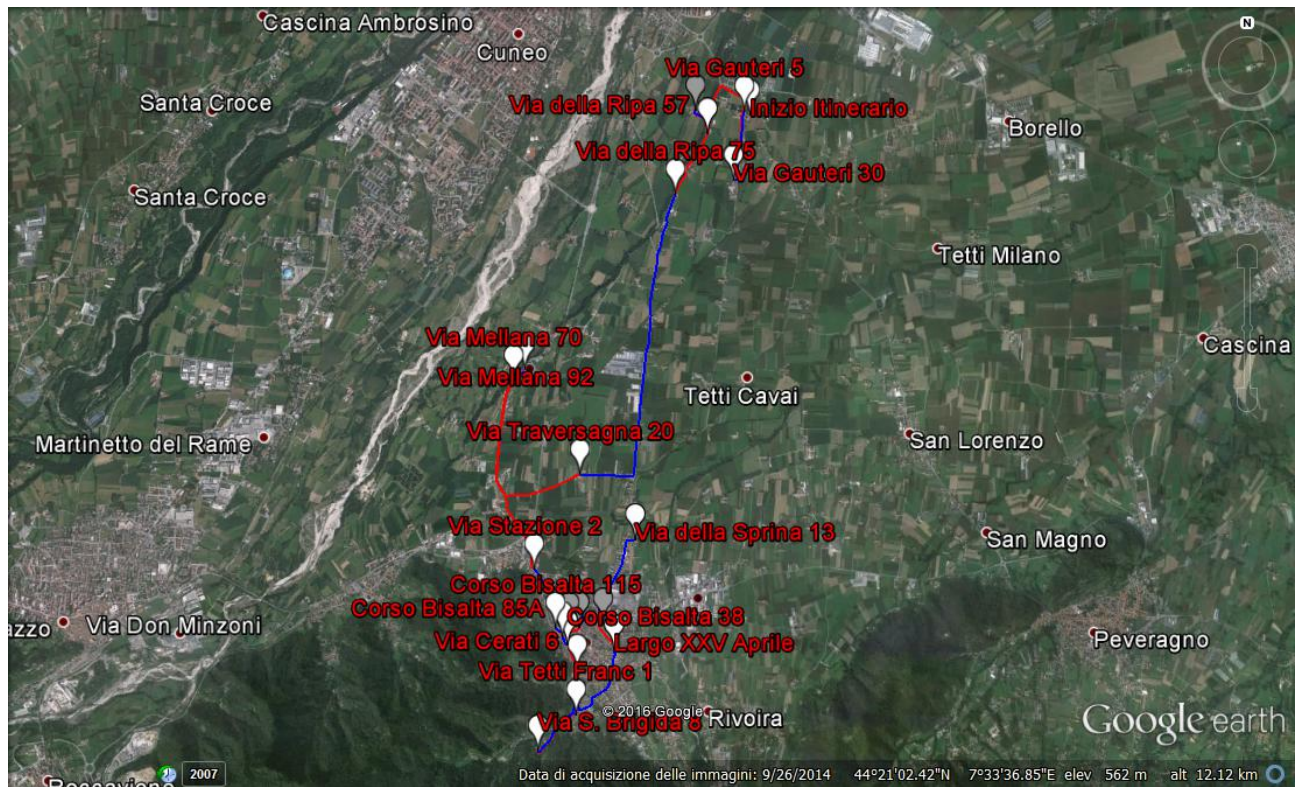 Cascina Ambrosino
Cuneo
N
Via Gauteri 5
Santa Croce
Via della Ripa 57
Inizio Itinerario
Borello
Via della Ripa 75
Via Gauteri 30
Santa Croce
Tetti Milano
Via Mellana 70
Cascina
Via Mellana 92
Tetti Cavai
Via Traversagna 20
Martinetto del Rame
San Lorenzo
Via Stazione 2
Via della Sprina 13
San Magno
Corso Bisalta 115
Corso Bisalta 85A
Corso Bisalta 38
azzo
Via Don Minzoni
Via Cerati 6
Largo XXV Aprile
Peveragno
Via Tetti Franc 1
© 2016 Google
Via S. Brigida 8
Rivoira
Google earth
Roccavione
2007
Data di acquisizione delle immagini: 9/26/2014 44°21'02.42"N 7°33'36.85"E elev 562 m alt 12.12 km